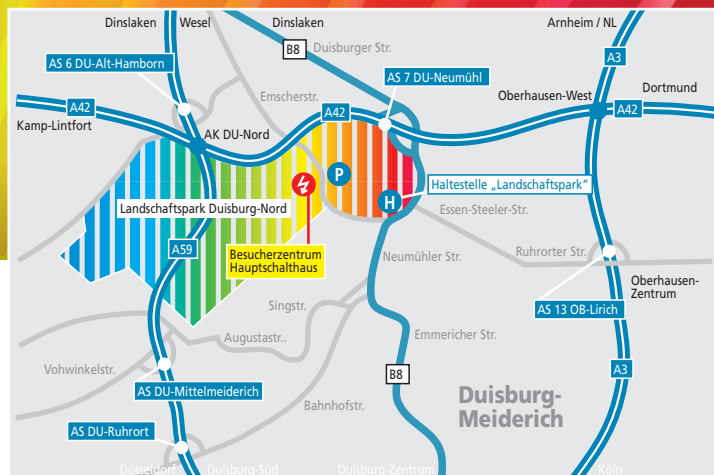 Dinslaken
Wesel
Dinslaken
Arnheim / NL
B8
Duisburger Str.
A3
AS 6 DU-Alt-Hamborn
AS 7 DU-Neumühl
Dortmund
Oberhausen-West
Emscherstr.
A42
A42
A42
Kamp-Lintfort
AK DU-Nord
P
H
Haltestelle „Landschaftspark"
Landschaftspark Duisburg-Nord
Essen-Steeler-Str.
A59
Besucherzentrum
Hauptschalthaus
Neumühler Str.
Ruhrorter Str.
Oberhausen-
Zentrum
Singstr.
AS 13 OB-Lirich
Augustastr..
Emmericher Str.
Vohwinkelstr.
B8
A3
AS DU-Mittelmeiderich
Duisburg-
Meiderich
Bahnhofstr.
AS DU-Ruhrort
Düsseldorf
Duisburg-Süd
Duisburg-Zentrum
Köln